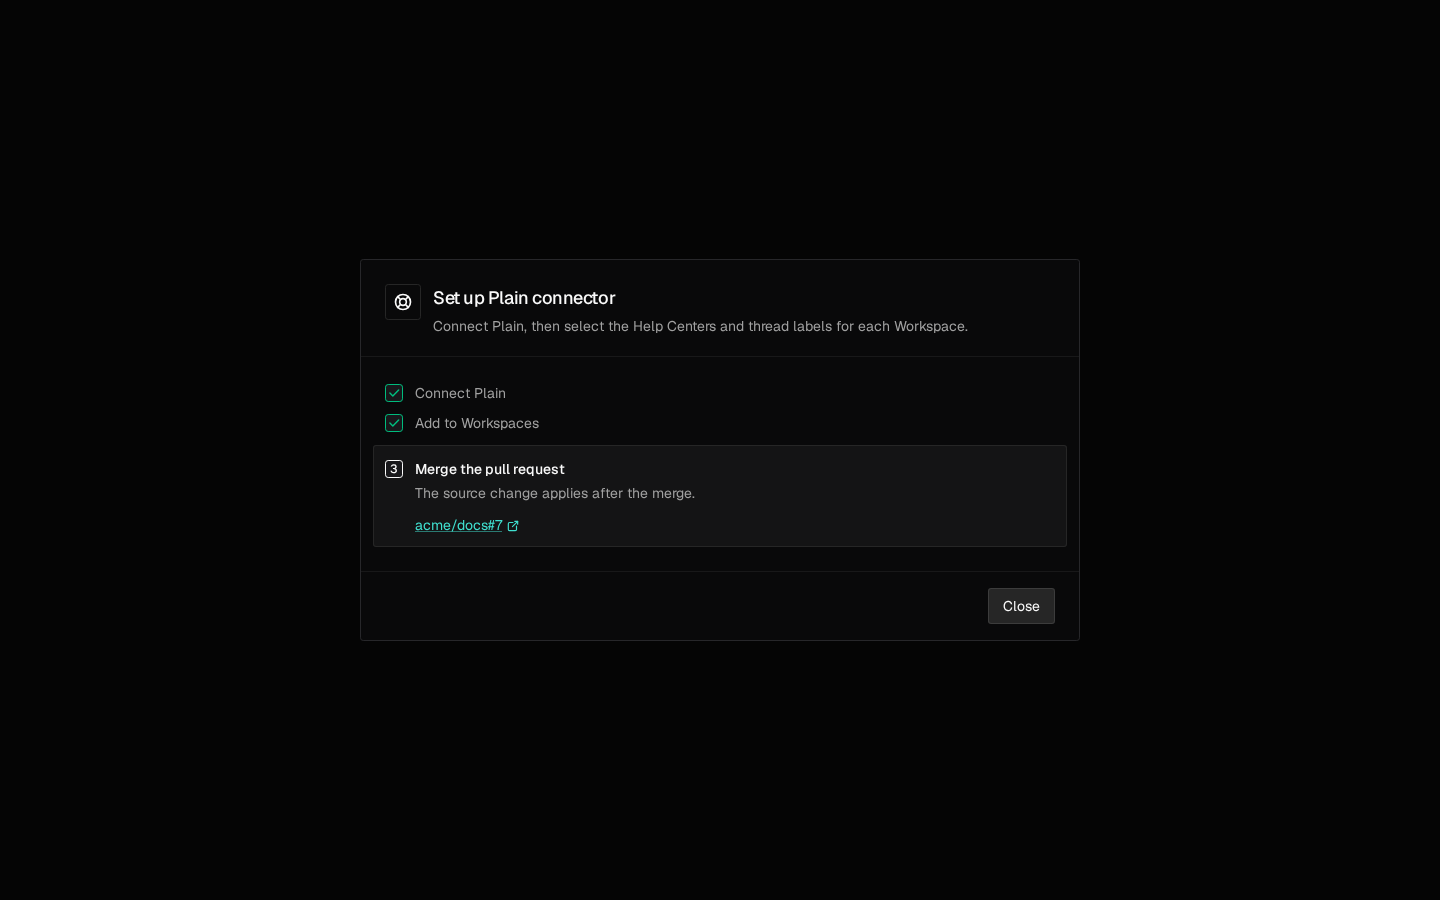 Set up Plain connector
Connect Plain, then select the Help Centers and thread labels for each Workspace.
Connect Plain
Add to Workspaces
3 Merge the pull request
The source change applies after the merge.
acme/docs#7
Close